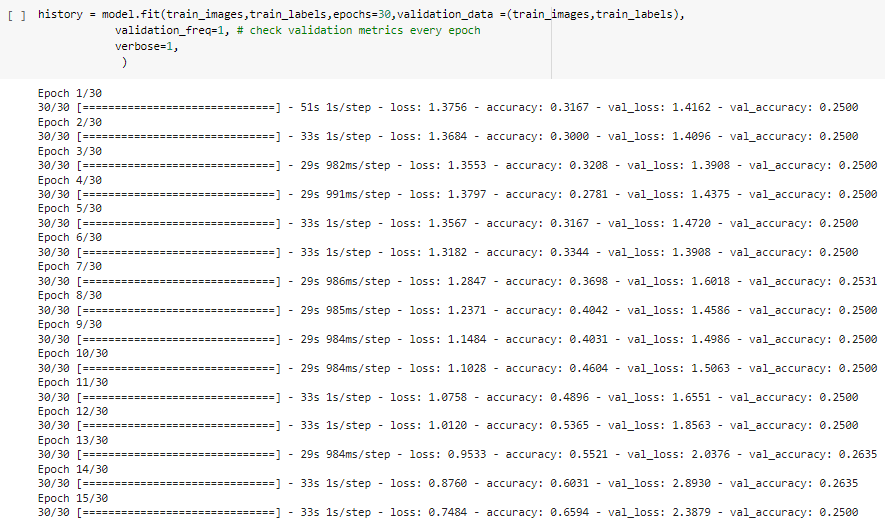 [ ] history = model.fit(train_images,train_labels,epochs=30,validation_data =(train_images,train_labels),
validation_freq=1, # check validation metrics every epoch
verbose=1,
)
Epoch 1/30
30/30 [==============================] - 51s 1s/step - loss: 1.3756 - accuracy: 0.3167 - val_loss: 1.4162 - val_accuracy: 0.2500
Epoch 2/30
30/30 [==============================] - 33s 1s/step - loss: 1.3684 - accuracy: 0.3000 - val_loss: 1.4096 - val_accuracy: 0.2500
Epoch 3/30
30/30 [==============================] - 29s 982ms/step - loss: 1.3553 - accuracy: 0.3208 - val_loss: 1.3908 - val_accuracy: 0.2500
Epoch 4/30
30/30 [==============================] - 29s 991ms/step - loss: 1.3797 - accuracy: 0.2781 - val_loss: 1.4375 - val_accuracy: 0.2500
Epoch 5/30
30/30 [==============================] - 33s 1s/step - loss: 1.3567 - accuracy: 0.3167 - val_loss: 1.4720 - val_accuracy: 0.2500
Epoch 6/30
30/30 [==============================] - 33s 1s/step - loss: 1.3182 - accuracy: 0.3344 - val_loss: 1.3908 - val_accuracy: 0.2500
Epoch 7/30
30/30 [==============================] - 29s 986ms/step - loss: 1.2847 - accuracy: 0.3698 - val_loss: 1.6018 - val_accuracy: 0.2531
Epoch 8/30
30/30 [==============================] - 29s 985ms/step - loss: 1.2371 - accuracy: 0.4042 - val_loss: 1.4586 - val_accuracy: 0.2500
Epoch 9/30
30/30 [==============================] - 29s 984ms/step - loss: 1.1484 - accuracy: 0.4031 - val_loss: 1.4986 - val_accuracy: 0.2500
Epoch 10/30
30/30 [==============================] - 29s 984ms/step - loss: 1.1028 - accuracy: 0.4604 - val_loss: 1.5063 - val_accuracy: 0.2500
Epoch 11/30
30/30 [==============================] - 33s 1s/step - loss: 1.0758 - accuracy: 0.4896 - val_loss: 1.6551 - val_accuracy: 0.2500
Epoch 12/30
30/30 [==============================] - 33s 1s/step - loss: 1.0120 - accuracy: 0.5365 - val_loss: 1.8563 - val_accuracy: 0.2500
Epoch 13/30
30/30 [==============================] - 29s 984ms/step - loss: 0.9533 - accuracy: 0.5521 - val_loss: 2.0376 - val_accuracy: 0.2635
Epoch 14/30
30/30 [==============================] - 33s 1s/step - loss: 0.8760 - accuracy: 0.6031 - val_loss: 2.8930 - val_accuracy: 0.2635
Epoch 15/30
30/30 [==============================] - 33s 1s/step - loss: 0.7484 - accuracy: 0.6594 - val_loss: 2.3879 - val_accuracy: 0.2500